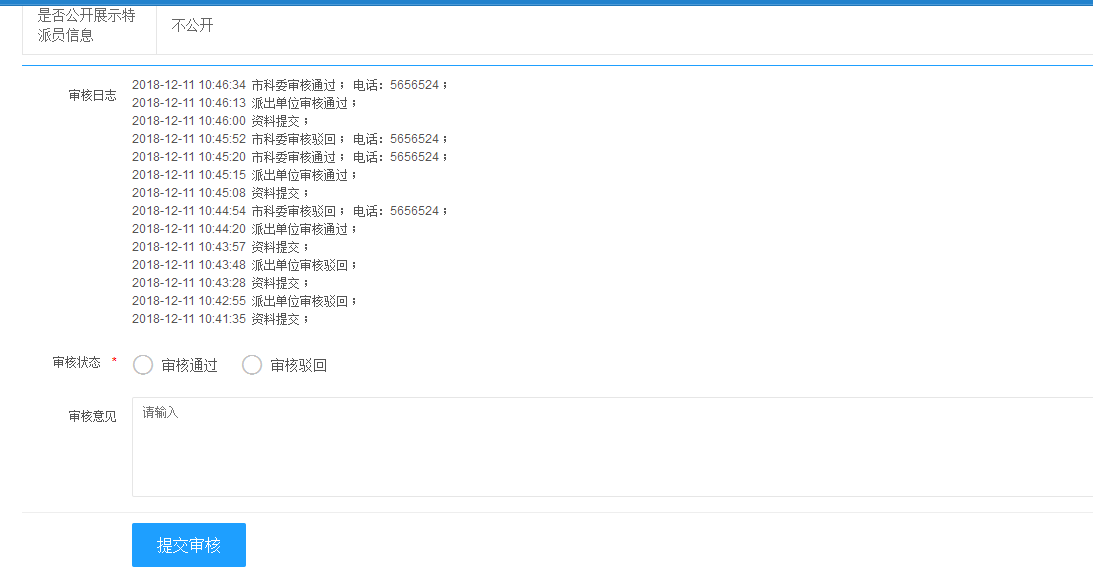 是否公开展示特
派员信息
不公开
审核日志
2018-12-11 10:46:34 市科委审核通过； 电话：5656524；
2018-12-11 10:46:13 派出单位审核通过；
2018-12-11 10:46:00 资料提交；
2018-12-11 10:45:52 市科委审核驳回； 电话：5656524；
2018-12-11 10:45:20 市科委审核通过； 电话：5656524；
2018-12-11 10:45:15 派出单位审核通过；
2018-12-11 10:45:08 资料提交；
2018-12-11 10:44:54 市科委审核驳回； 电话：5656524；
2018-12-11 10:44:20 派出单位审核通过；
2018-12-11 10:43:57 资料提交；
2018-12-11 10:43:48 派出单位审核驳回；
2018-12-11 10:43:28 资料提交；
2018-12-11 10:42:55 派出单位审核驳回；
2018-12-11 10:41:35 资料提交；
审核状态 * 审核通过 审核驳回
审核意见
请输入
提交审核